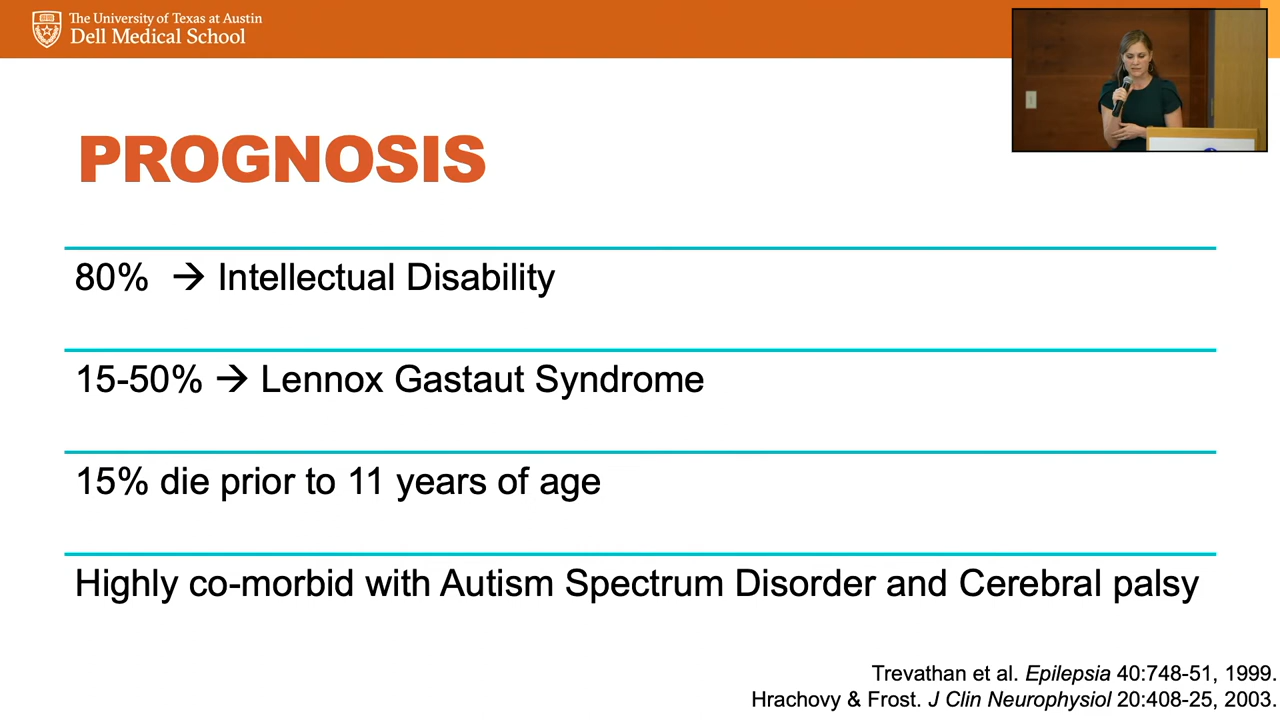 The University of Texas at Austin
Dell Medical School
PROGNOSIS
80% → Intellectual Disability
15-50% → Lennox Gastaut Syndrome
15% die prior to 11 years of age
Highly co-morbid with Autism Spectrum Disorder and Cerebral palsy
Trevathan et al. Epilepsia 40:748-51, 1999.
Hrachovy & Frost. J Clin Neurophysiol 20:408-25, 2003.